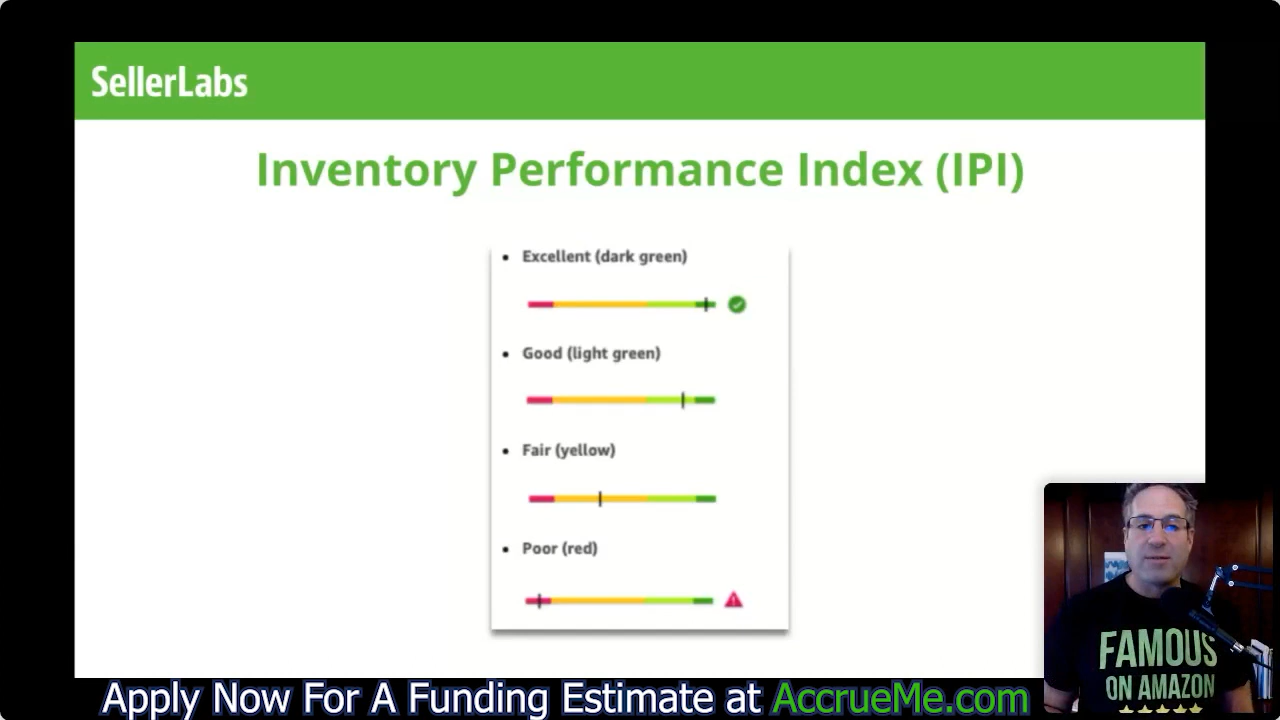 SellerLabs
Inventory Performance Index (IPI)
• Excellent (dark green)
• Good (light green)
• Fair (yellow)
• Poor (red)
FAMOUS
ON AMAZON
Apply Now For A Funding Estimate at AccrueMe.com